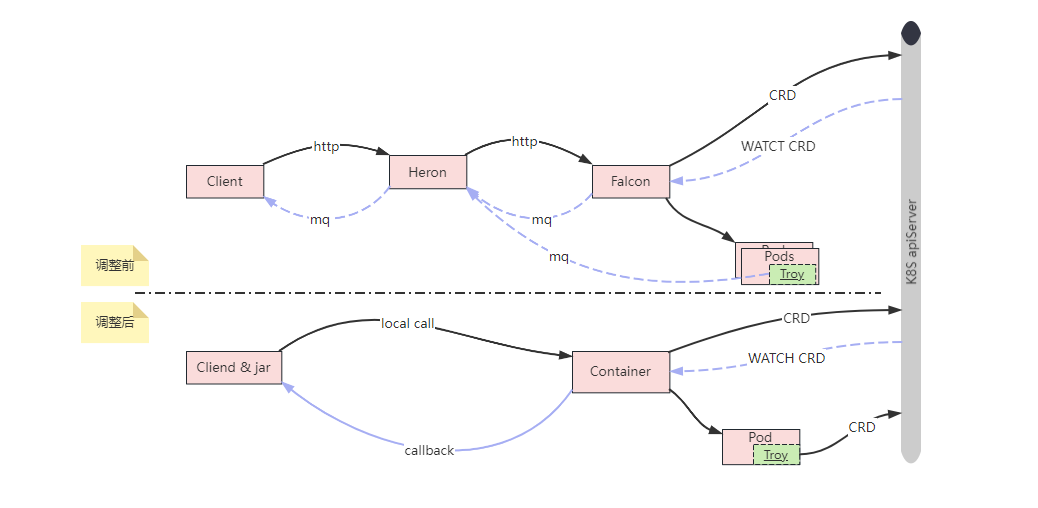 CRD
http
http
WATCT CRD
Client
Heron
Falcon
mq
mq
mq
Pods
Troy
K8S apiServer
调整前
调整后
local call
CRD
Cliend & jar
Container
WATCH CRD
callback
Pod
Troy
CRD